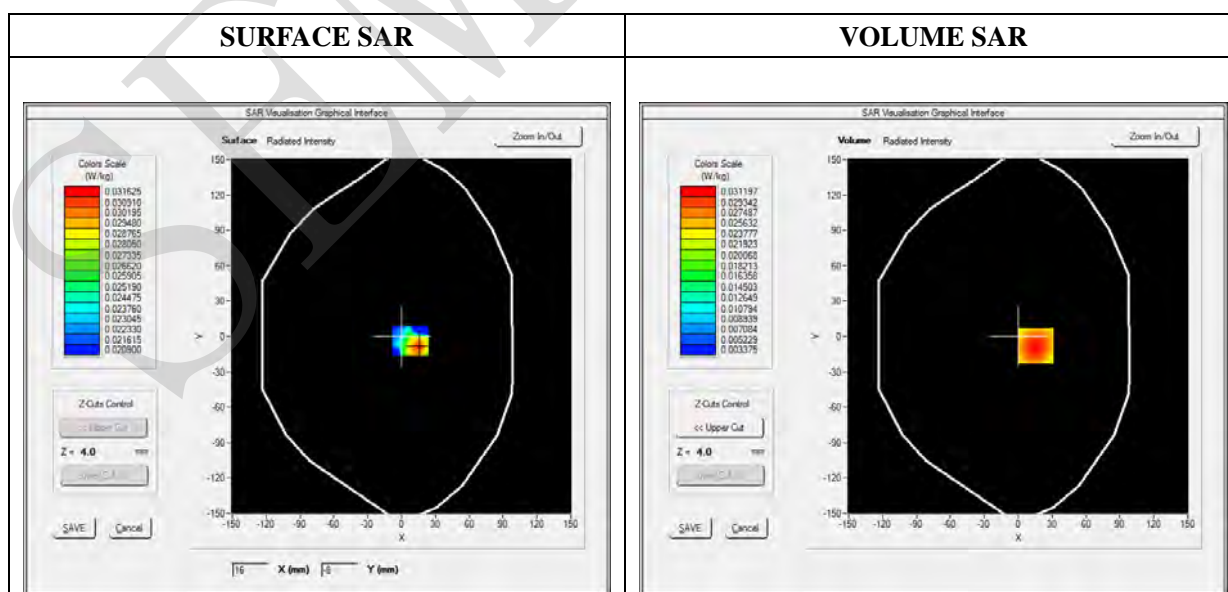 SURFACE SAR
VOLUME SAR
SAR Visualisation Graphical Interface
Surface Radiated Intensity
Zoom In/Out
Colors Scale
(W/kg)
0.031625
0.030910
0.030195
0.029480
0.028765
0.028050
0.027335
0.026620
0.025905
0.025190
0.024475
0.023760
0.023045
0.022330
0.021615
0.020900
Z-Cuts Control
<< Upper Cut
Z = 4.0 mm
SAVE
Cancel
150
120
90
60
30
0
-30
-60
-90
-120
-150
Y
-150 -120 -90 -60 -30 0 30 60 90 120 150
X
16 X (mm) -8 Y (mm)
SAR Visualisation Graphical Interface
Volume Radiated Intensity
Zoom In/Out
Colors Scale
(W/kg)
0.031197
0.029342
0.027487
0.025632
0.023777
0.021923
0.020068
0.018213
0.016358
0.014503
0.012649
0.010794
0.008939
0.007084
0.005229
0.003375
Z-Cuts Control
<< Upper Cut
Z = 4.0 mm
SAVE
Cancel
150
120
90
60
30
0
-30
-60
-90
-120
-150
Y
-150 -120 -90 -60 -30 0 30 60 90 120 150
X